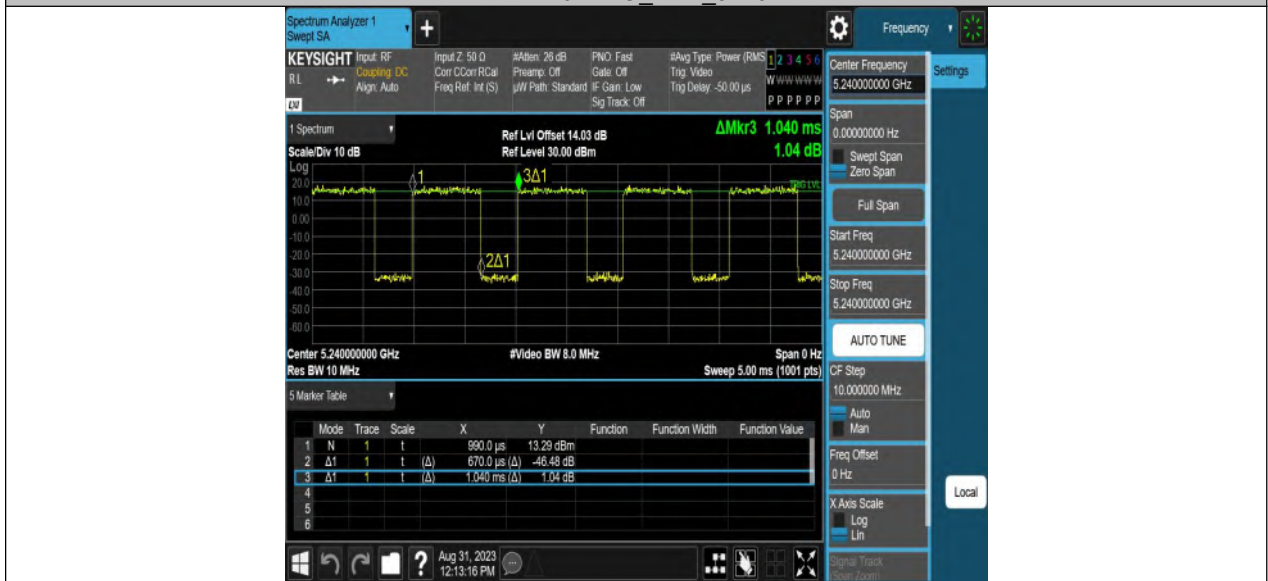 Spectrum Analyzer 1
Swept SA
+
Frequency
KEYSIGHT
RL
LXI
Input: RF
Coupling: DC
Align: Auto
Input Z: 50 Ω
Corr CCorr RCal
Freq Ref: Int (S)
#Atten: 26 dB
Preamp: Off
µW Path: Standard
PNO: Fast
Gate: Off
IF Gain: Low
Sig Track: Off
#Avg Type: Power (RMS
Trig: Video
Trig Delay: -50.00 µs
1 2 3 4 5 6
W W W W W W
P P P P P P
Center Frequency
5.240000000 GHz
Settings
Span
0.00000000 Hz
Swept Span
Zero Span
Full Span
Start Freq
5.240000000 GHz
Stop Freq
5.240000000 GHz
AUTO TUNE
CF Step
10.000000 MHz
Auto
Man
Freq Offset
0 Hz
X Axis Scale
Log
Lin
Signal Track
(Span Zoom)
Local
1 Spectrum
Scale/Div 10 dB
Log
Ref Lvl Offset 14.03 dB
Ref Level 30.00 dBm
ΔMkr3 1.040 ms
1.04 dB
20.0
10.0
0.00
-10.0
-20.0
-30.0
-40.0
-50.0
-60.0
1
3Δ1
2Δ1
TRIG LVL
Center 5.240000000 GHz
#Video BW 8.0 MHz
Span 0 Hz
Res BW 10 MHz
Sweep 5.00 ms (1001 pts)
5 Marker Table
Mode Trace Scale X Y Function Function Width Function Value
1 N 1 t 990.0 µs 13.29 dBm
2 Δ1 1 t (Δ) 670.0 µs (Δ) -46.48 dB
3 Δ1 1 t (Δ) 1.040 ms (Δ) 1.04 dB
4
5
6
?
Aug 31, 2023
12:13:16 PM